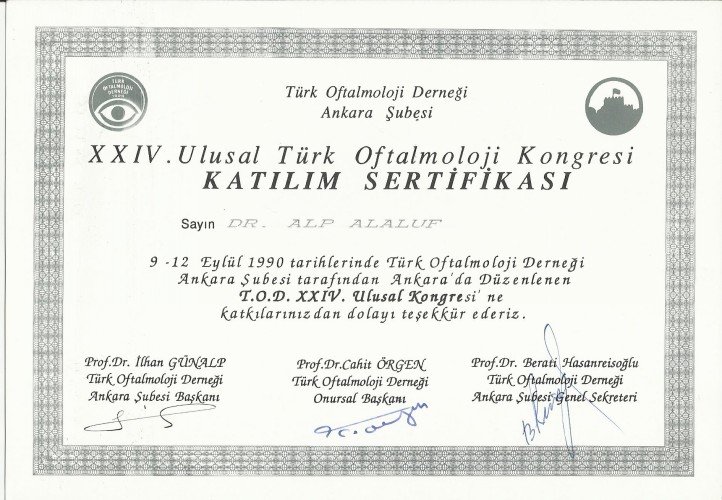 TÜRK
OFTALMOLOJİ
DERNEĞİ
Türk Oftalmoloji Derneği
Ankara Şubesi
XXIV. Ulusal Türk Oftalmoloji Kongresi
KATILIM SERTİFİKASI
Sayın DR. ALP ALALUF
9 -12 Eylül 1990 tarihlerinde Türk Oftalmoloji Derneği
Ankara Şubesi tarafından Ankara'da Düzenlenen
T.O.D. XXIV. Ulusal Kongresi' ne
katkılarınızdan dolayı teşekkür ederiz.
Prof.Dr. İlhan GÜNALP
Türk Oftalmoloji Derneği
Ankara Şubesi Başkanı
Prof.Dr.Cahit ÖRGEN
Türk Oftalmoloji Derneği
Onursal Başkanı
Prof.Dr. Berati Hasanreisoğlu
Türk Oftalmoloji Derneği
Ankara Şubesi Genel Sekreteri